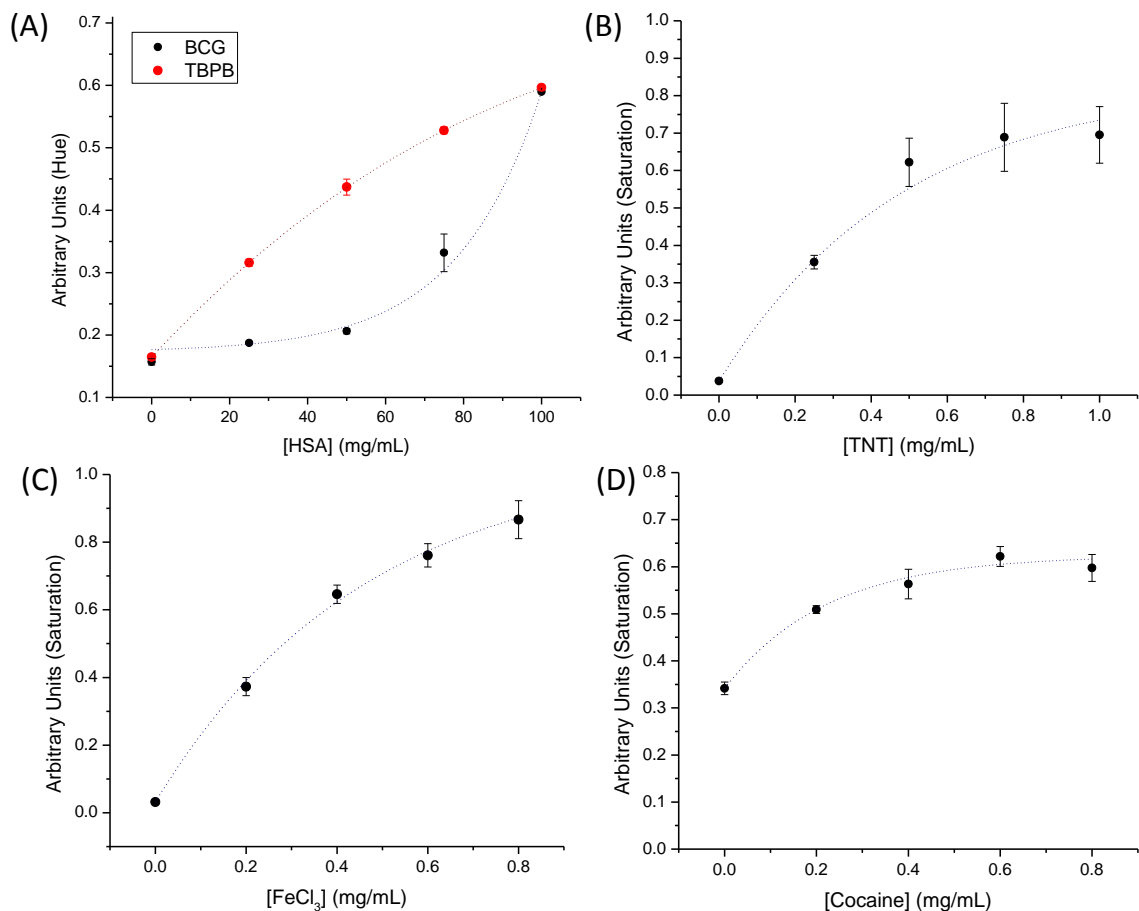 (A)
BCG
TBPB
0.7
0.6
0.5
0.4
0.3
0.2
0.1
Arbitrary Units (Hue)
0 20 40 60 80 100
[HSA] (mg/mL)
(B)
1.0
0.9
0.8
0.7
0.6
0.5
0.4
0.3
0.2
0.1
0.0
Arbitrary Units (Saturation)
0.0 0.2 0.4 0.6 0.8 1.0
[TNT] (mg/mL)
(C)
1.0
0.8
0.6
0.4
0.2
0.0
Arbitrary Units (Saturation)
0.0 0.2 0.4 0.6 0.8
[FeCl₃] (mg/mL)
(D)
0.8
0.7
0.6
0.5
0.4
0.3
0.2
0.1
0.0
Arbitrary Units (Saturation)
0.0 0.2 0.4 0.6 0.8
[Cocaine] (mg/mL)